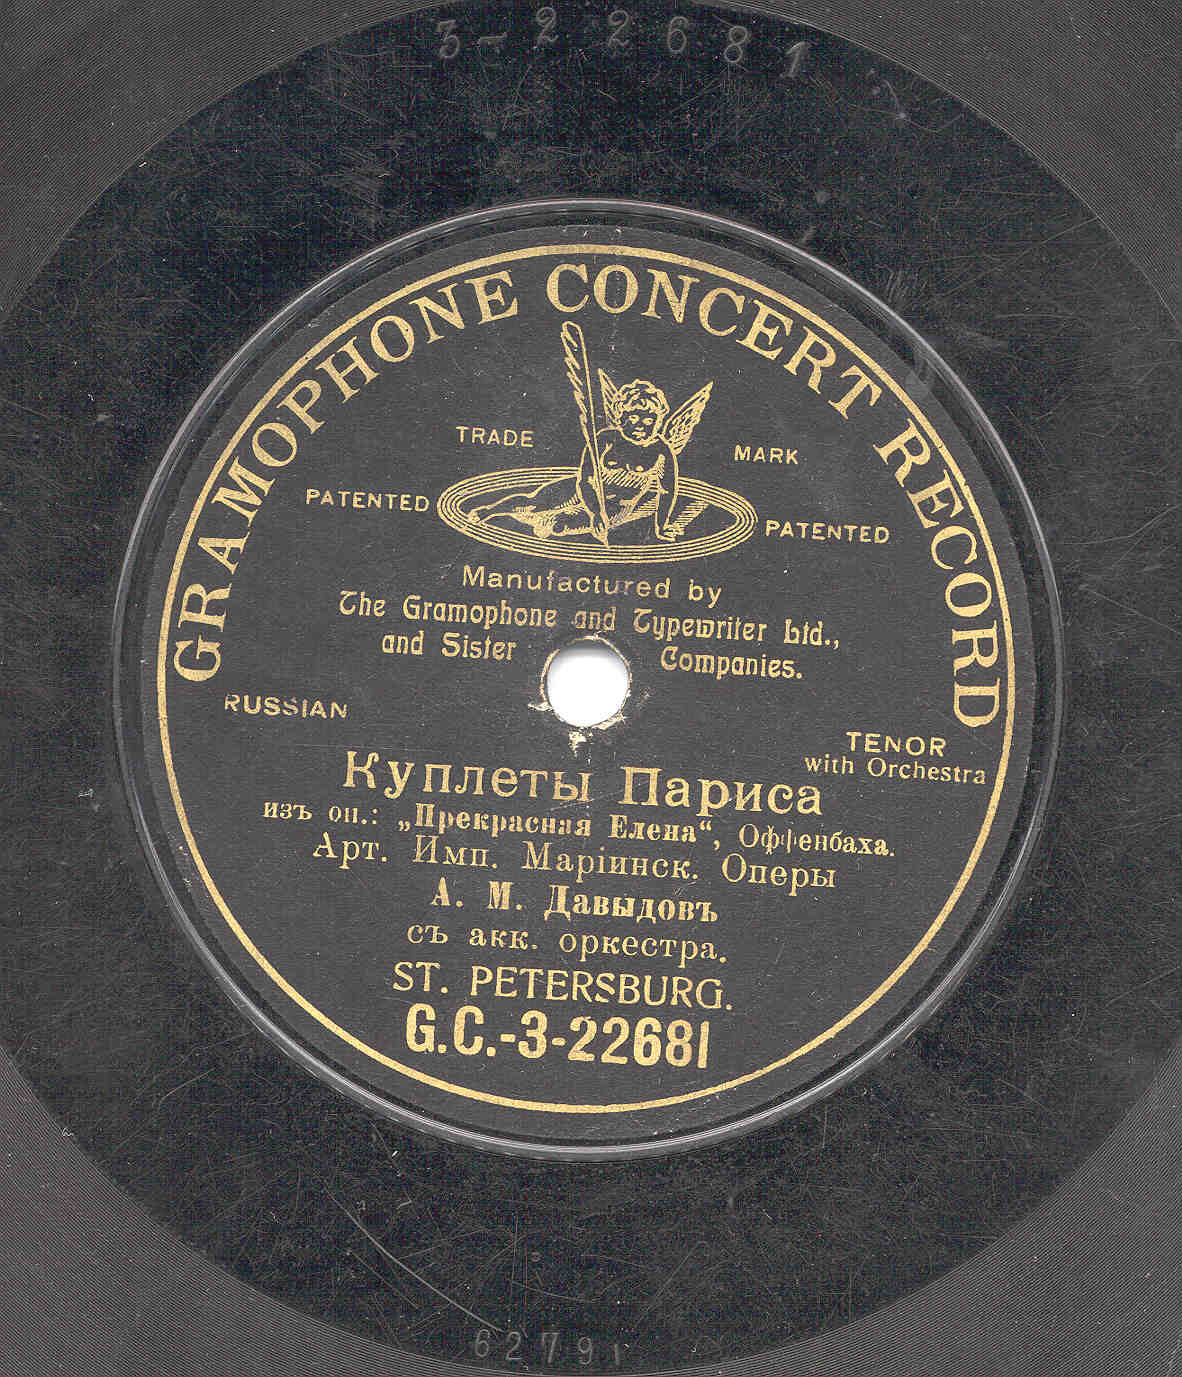 3-22681
GRAMOPHONE CONCERT RECORD
TRADE MARK
PATENTED PATENTED
Manufactured by
The Gramophone and Typewriter Ltd.,
and Sister Companies.
RUSSIAN
TENOR
with Orchestra
Куплеты Париса
изъ оп.: „Прекрасная Елена“, Оффенбаха.
Арт. Имп. Маріинск. Оперы
А. М. Давыдовъ
съ акк. оркестра.
ST. PETERSBURG.
G.C.-3-22681